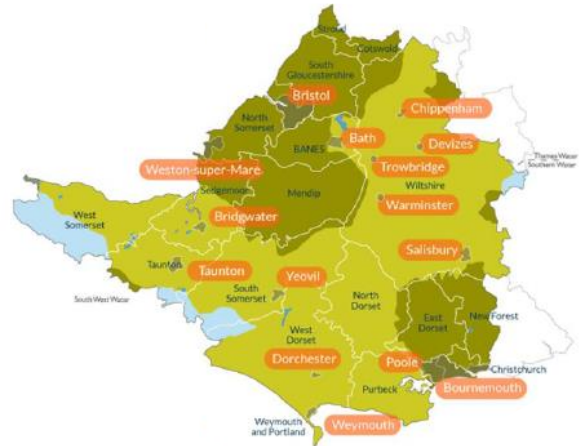 Stroud
Cotswold
South
Gloucestershire
Bristol
Chippenham
North
Somerset
Bath
Devizes
BANES
Thames Water
Southern Water
Trowbridge
Weston-super-Mare
Wiltshire
Sedgemoor
Mendip
Warminster
West
Somerset
Bridgwater
Salisbury
Taunton
Taunton
Yeovil
South West Water
South
Somerset
North
Dorset
East
Dorset
New Forest
West
Dorset
Dorchester
Poole
Christchurch
Purbeck
Bournemouth
Weymouth
and Portland
Weymouth